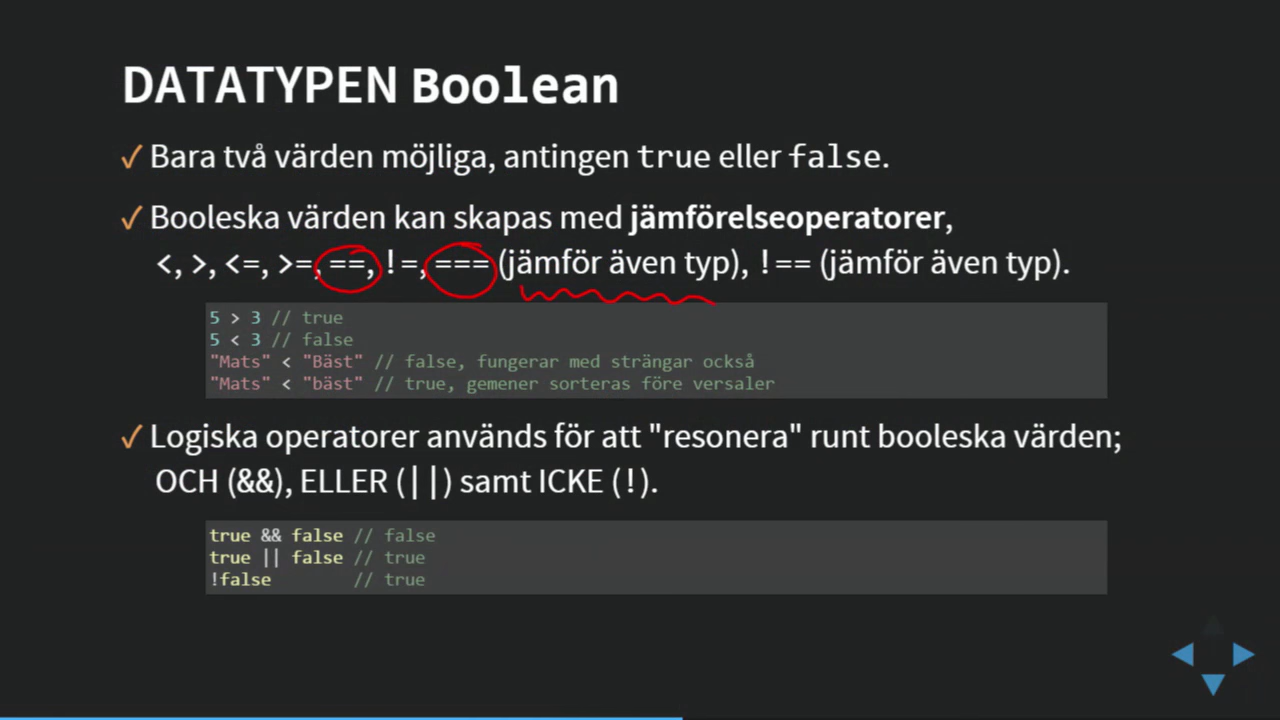 DATATYPEN Boolean
✓ Bara två värden möjliga, antingen true eller false.
✓ Booleska värden kan skapas med jämförelseoperatorer,
<, >, <=, >=, ==, !=, === (jämför även typ), !== (jämför även typ).
5 > 3 // true
5 < 3 // false
"Mats" < "Bäst" // false, fungerar med strängar också
"Mats" < "bäst" // true, gemener sorteras före versaler
✓ Logiska operatorer används för att "resonera" runt booleska värden;
OCH (&&), ELLER (||) samt ICKE (!).
true && false // false
true || false // true
!false // true